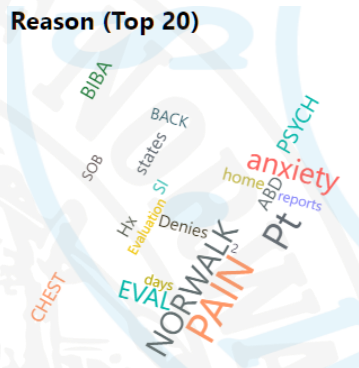 Reason (Top 20)
BIBA
BACK
PSYCH
states
SOB
anxiety
home
ABD
SI
reports
Evaluation
Hx
Denies
Pt
2
NORWALK
PAIN
days
EVAL
CHEST